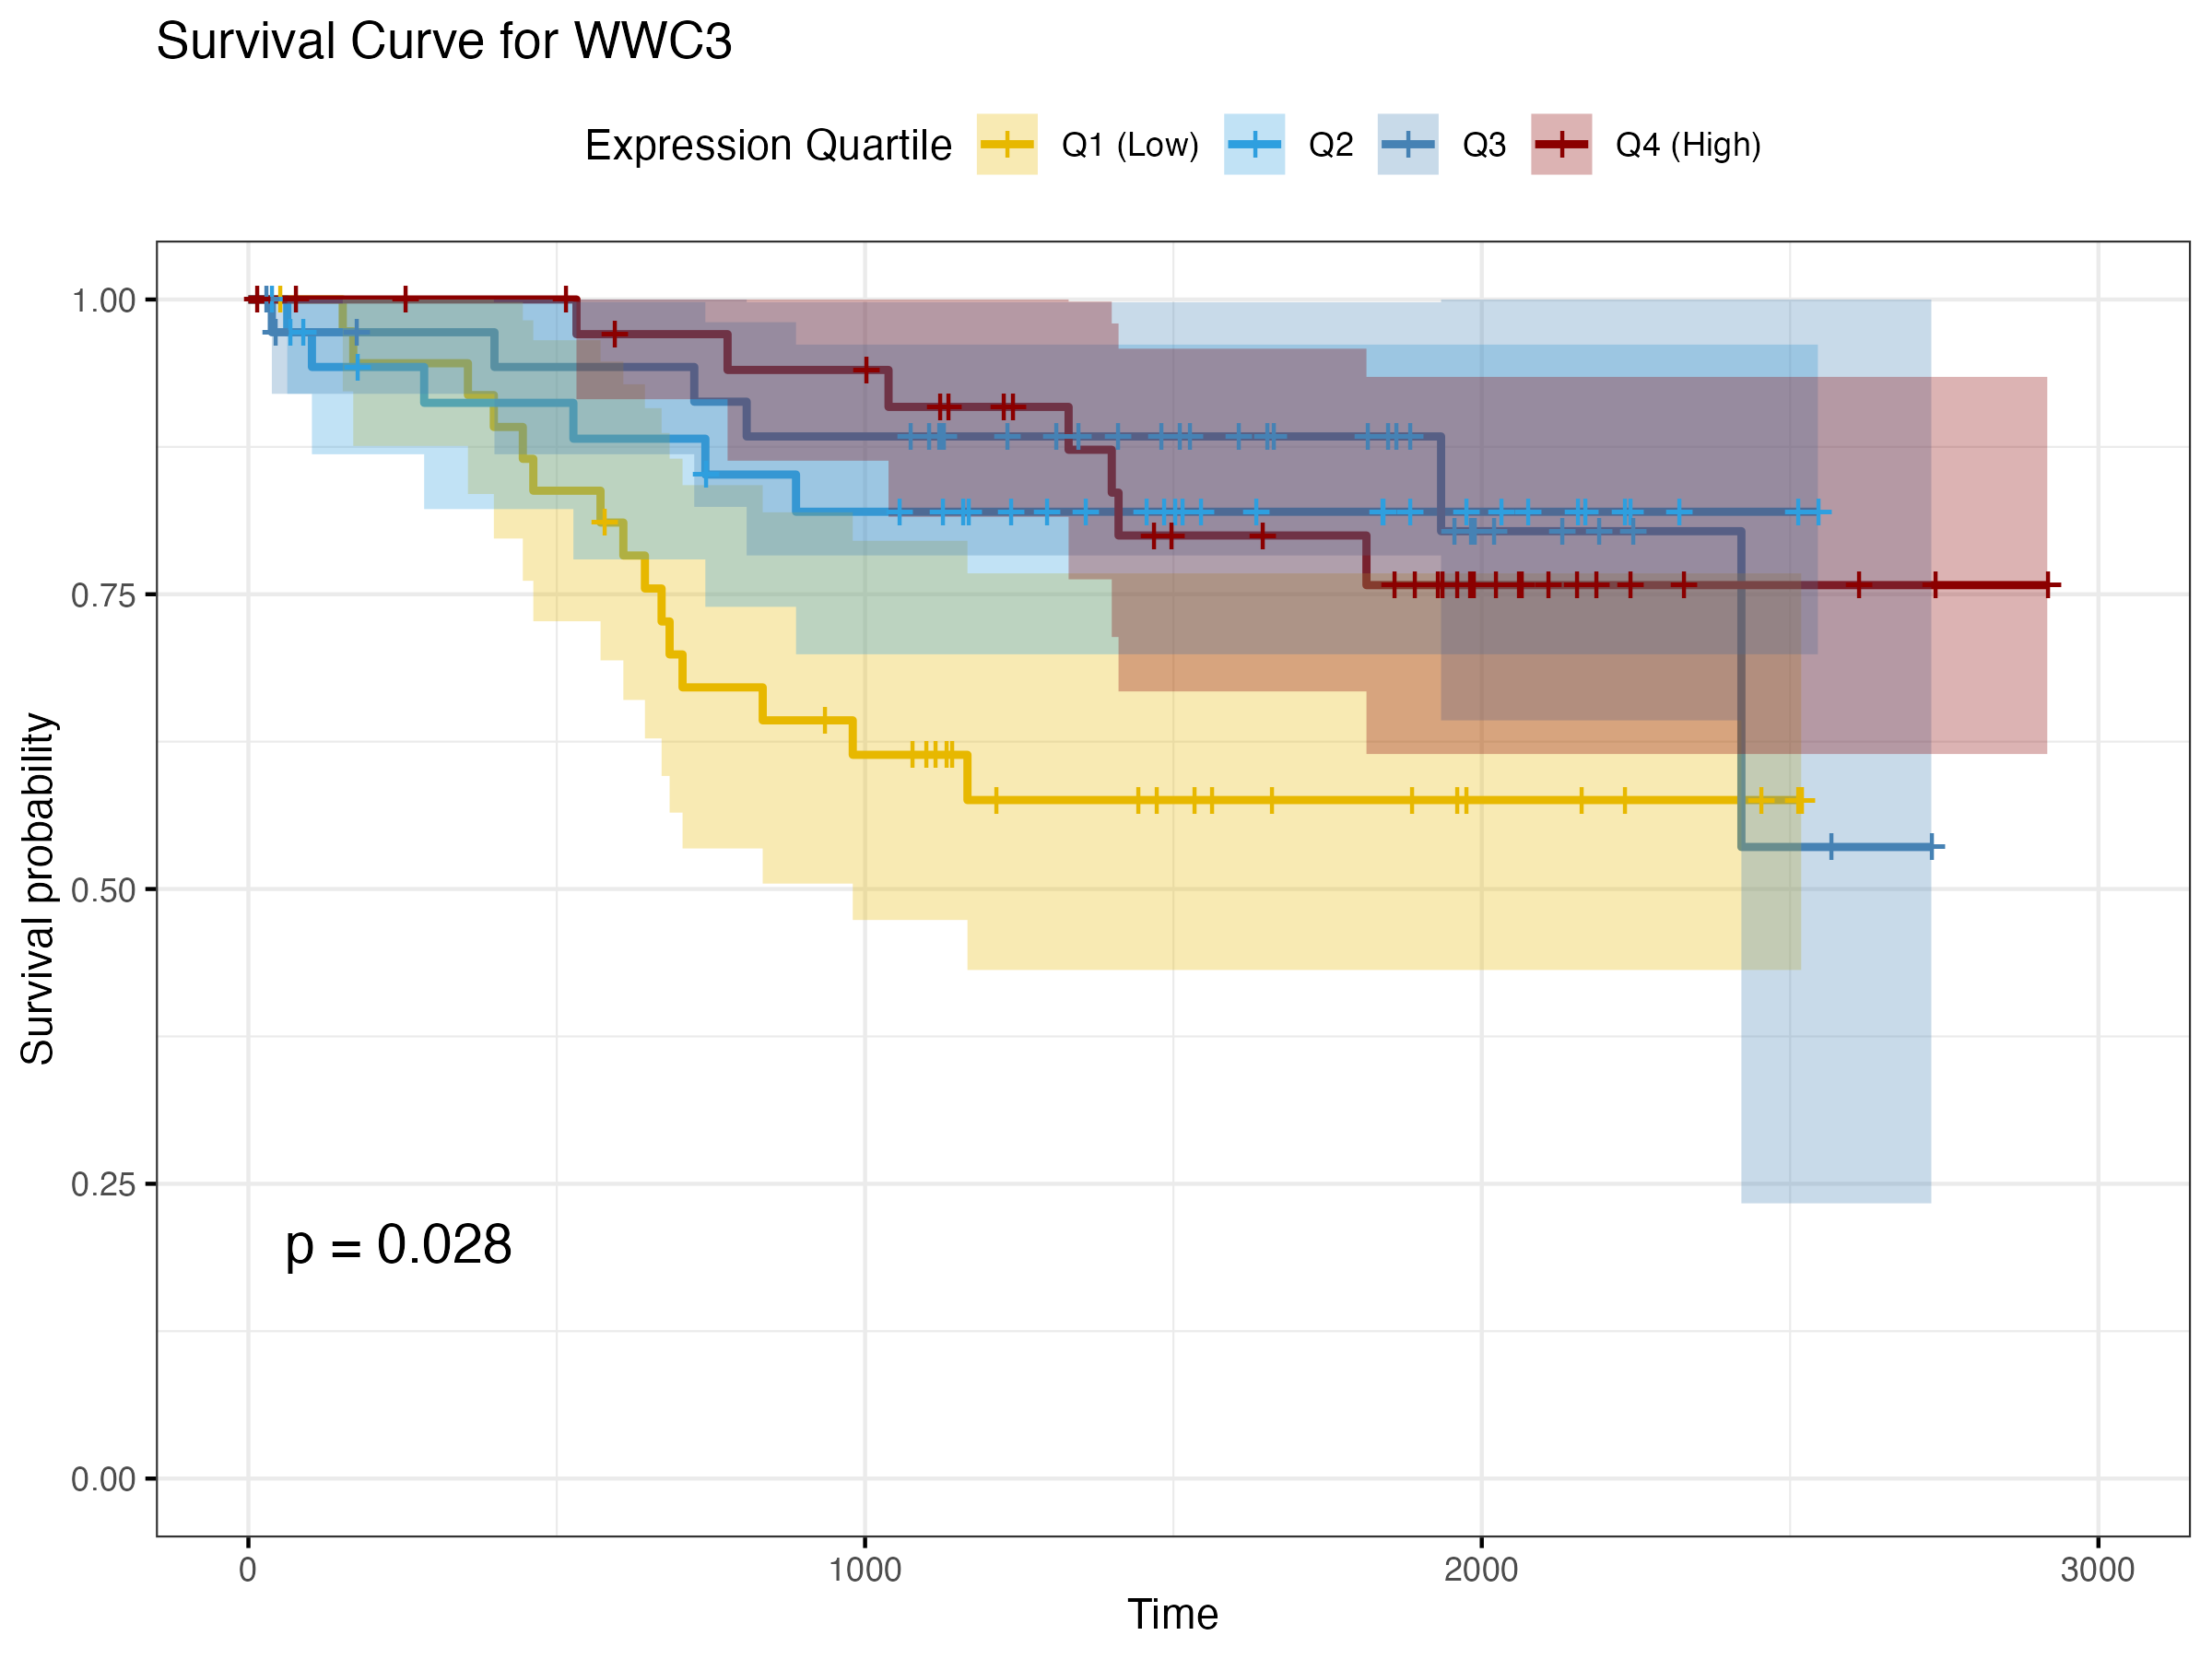 Survival Curve for WWC3
Expression Quartile Q1 (Low) Q2 Q3 Q4 (High)
1.00
0.75
0.50
0.25
0.00
Survival probability
p = 0.028
0 1000 2000 3000
Time